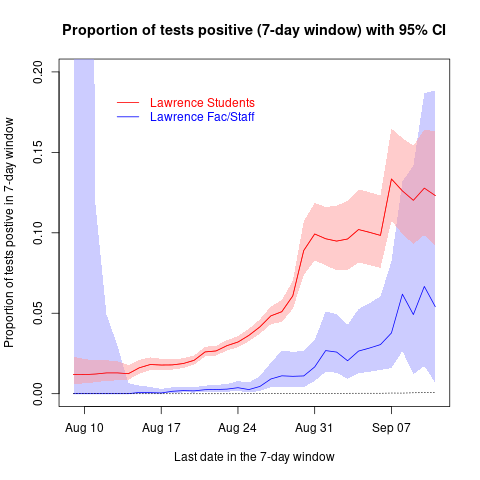 Proportion of tests positive (7-day window) with 95% CI
Proportion of tests postive in 7-day window
0.20
0.15
0.10
0.05
0.00
Lawrence Students
Lawrence Fac/Staff
Aug 10
Aug 17
Aug 24
Aug 31
Sep 07
Last date in the 7-day window